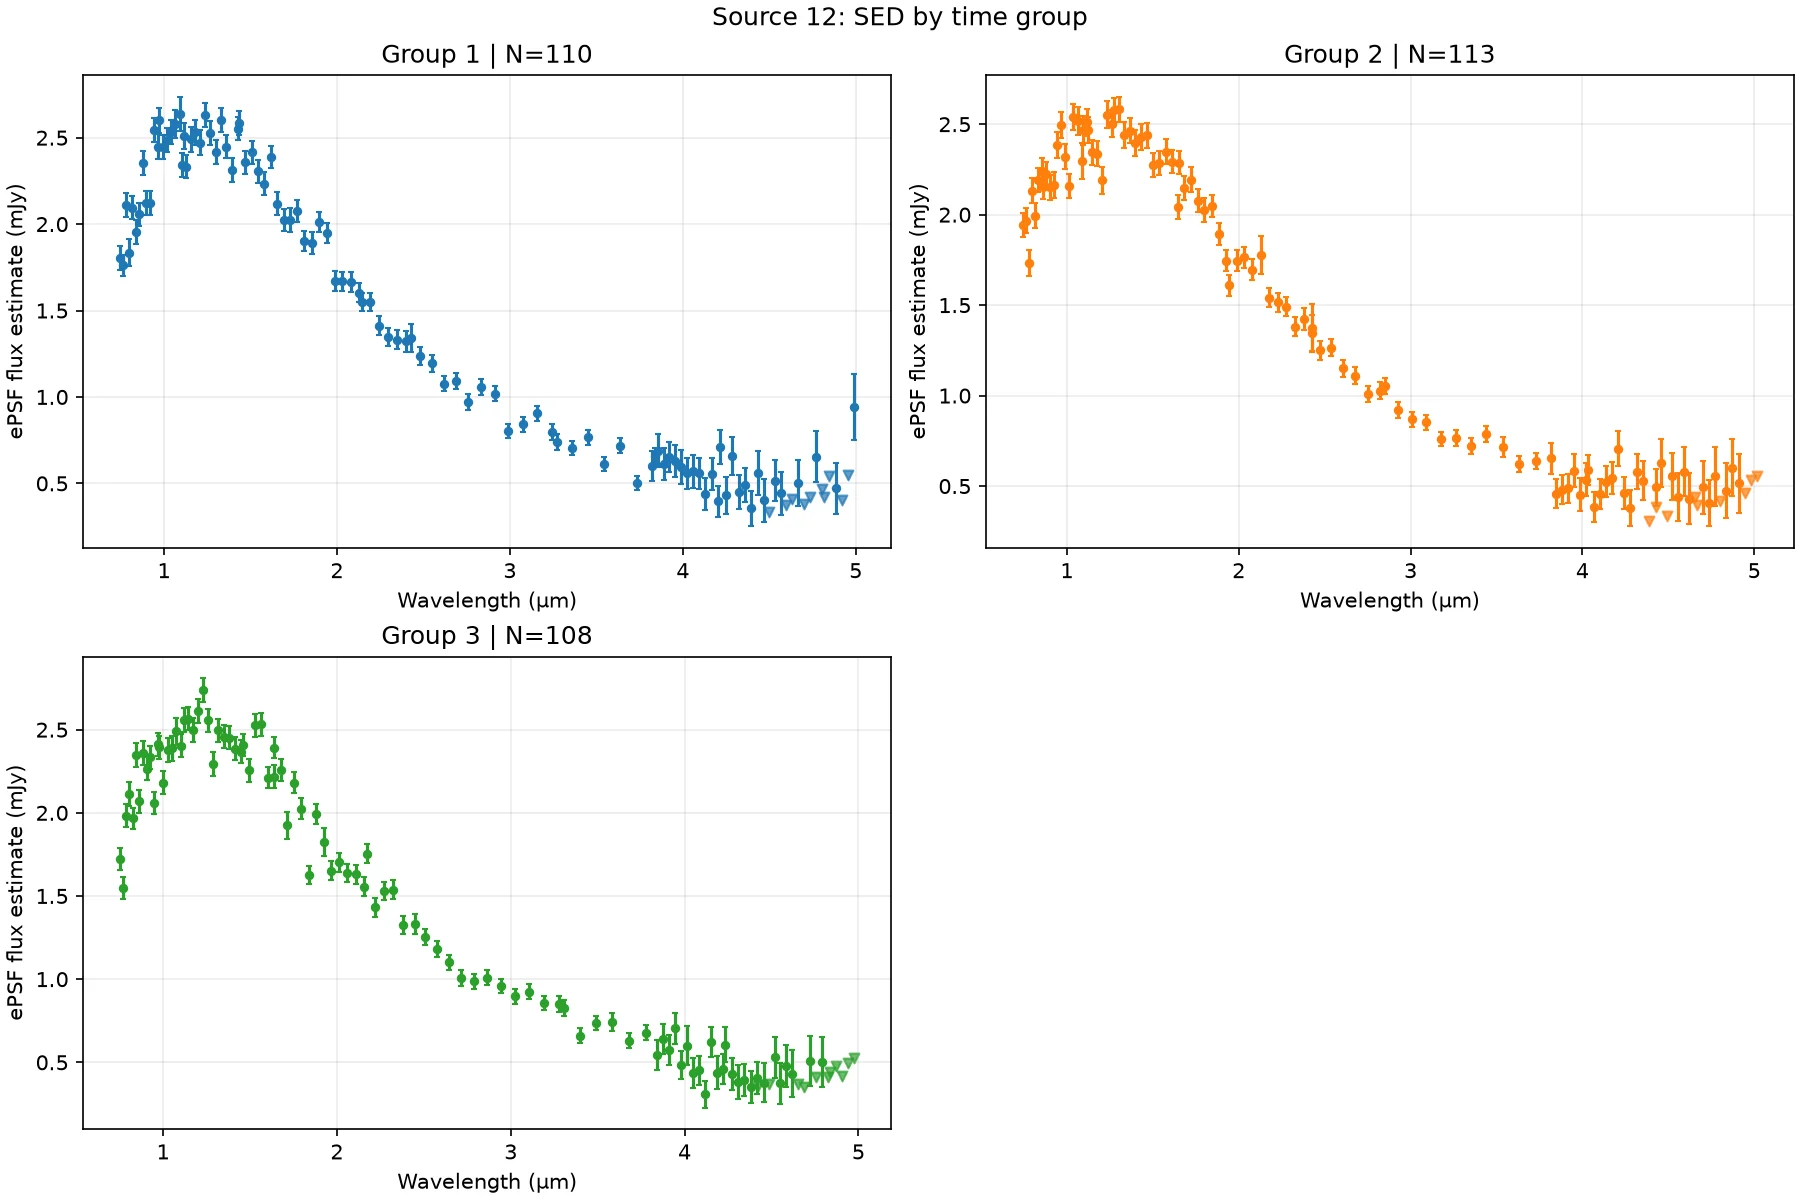 Source 12: SED by time group
Group 1 | N=110
ePSF flux estimate (mJy)
2.5
2.0
1.5
1.0
0.5
1 2 3 4 5
Wavelength (μm)
Group 2 | N=113
ePSF flux estimate (mJy)
2.5
2.0
1.5
1.0
0.5
1 2 3 4 5
Wavelength (μm)
Group 3 | N=108
ePSF flux estimate (mJy)
2.5
2.0
1.5
1.0
0.5
1 2 3 4 5
Wavelength (μm)